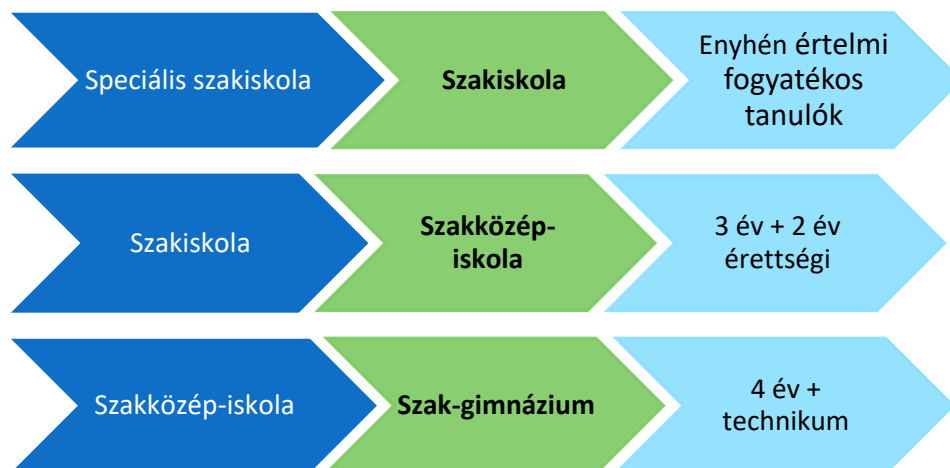 Speciális szakiskola
Szakiskola
Enyhén értelmi
fogyatékos
tanulók
Szakiskola
Szakközép-
iskola
3 év + 2 év
érettségi
Szakközép-iskola
Szak-gimnázium
4 év +
technikum